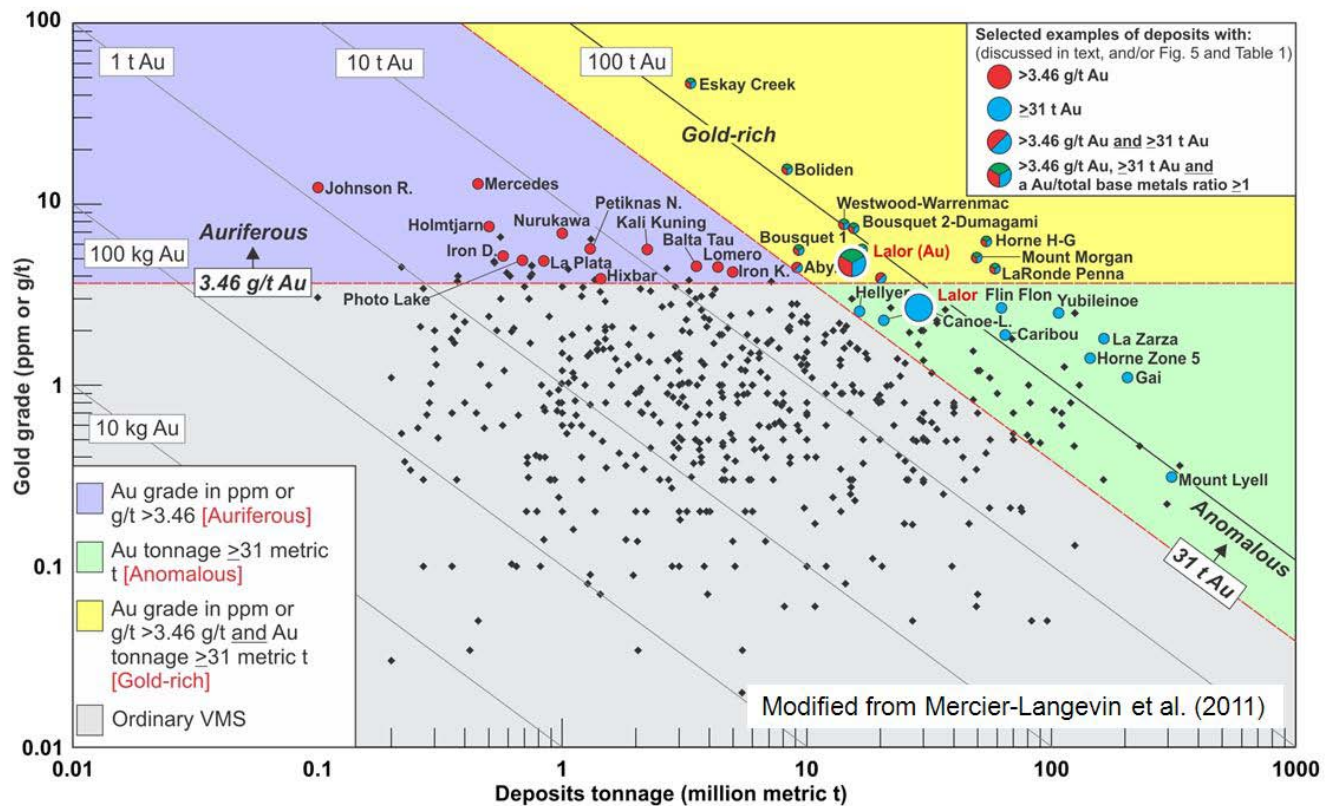 100
10
1
0.1
0.01
Gold grade (ppm or g/t)
0.01
0.1
1
10
100
1000
Deposits tonnage (million metric t)
1 t Au
10 t Au
100 t Au
100 kg Au
10 kg Au
Selected examples of deposits with:
(discussed in text, and/or Fig. 5 and Table 1)
>3.46 g/t Au
≥31 t Au
>3.46 g/t Au and ≥31 t Au
>3.46 g/t Au, ≥31 t Au and
a Au/total base metals ratio ≥1
Eskay Creek
Gold-rich
Boliden
Johnson R.
Mercedes
Petiknas N.
Westwood-Warrenmac
Holmtjarn
Nurukawa
Kali Kuning
Bousquet 2-Dumagami
Auriferous
Balta Tau
Bousquet 1
Horne H-G
Iron D.
Lomero
Lalor (Au)
Mount Morgan
La Plata
Iron K.
Aby.
LaRonde Penna
3.46 g/t Au
Photo Lake
Hixbar
Hellyer
Lalor
Flin Flon
Yubileinoe
Canoe-L.
Caribou
La Zarza
Horne Zone 5
Gai
Mount Lyell
Anomalous
31 t Au
Au grade in ppm or
g/t >3.46 [Auriferous]
Au tonnage ≥31 metric
t [Anomalous]
Au grade in ppm or
g/t >3.46 g/t and Au
tonnage ≥31 metric t
[Gold-rich]
Ordinary VMS
Modified from Mercier-Langevin et al. (2011)